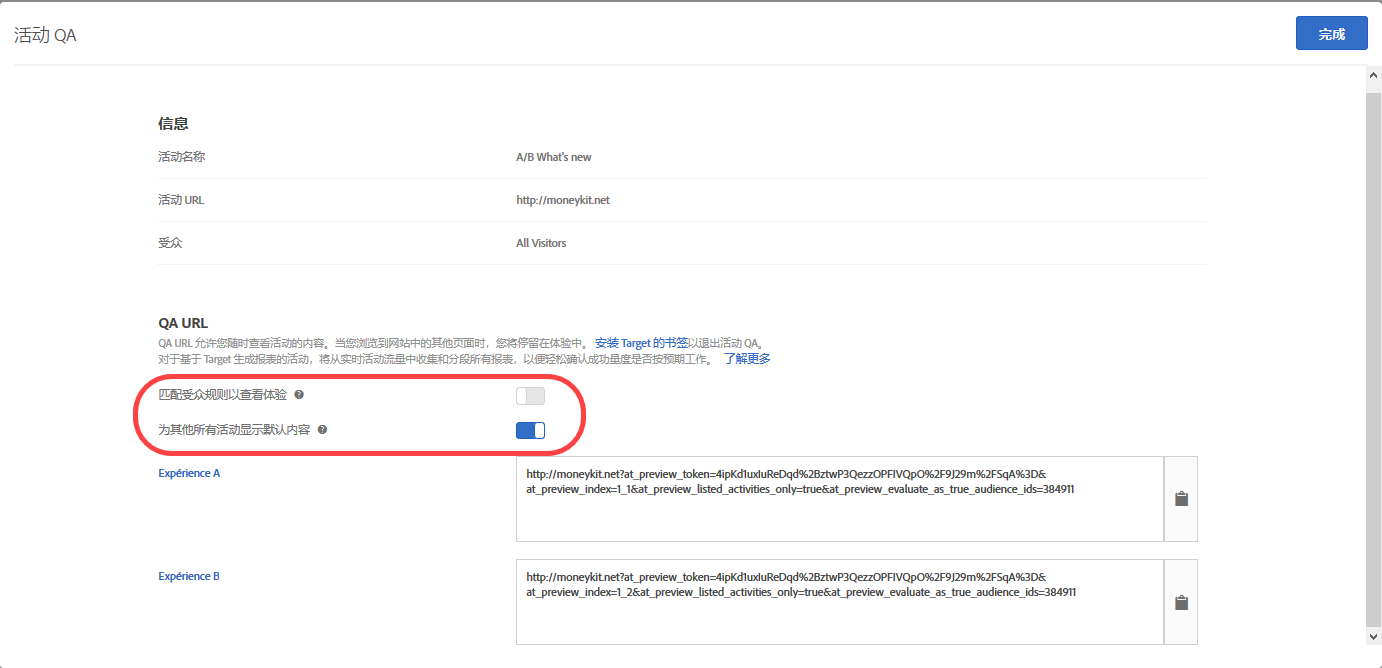 活动 QA
完成
信息
活动名称
A/B What's new
活动 URL
http://moneykit.net
受众
All Visitors
QA URL
QA URL 允许您随时查看活动的内容。当您浏览到网站中的其他页面时，您将停留在体验中。 安装 Target 的书签以退出活动 QA。
对于基于 Target 生成报表的活动，将从实时活动流量中收集和分段所有报表，以便轻松确认成功量度是否按预期工作。 了解更多
匹配受众规则以查看体验
为其他所有活动显示默认内容
Expérience A
http://moneykit.net?at_preview_token=4ipKd1uxIuReDqd%2BztwP3QezzOPFIVQpO%2F9J29m%2FSqA%3D&
at_preview_index=1_1&at_preview_listed_activities_only=true&at_preview_evaluate_as_true_audience_ids=384911
Expérience B
http://moneykit.net?at_preview_token=4ipKd1uxIuReDqd%2BztwP3QezzOPFIVQpO%2F9J29m%2FSqA%3D&
at_preview_index=1_2&at_preview_listed_activities_only=true&at_preview_evaluate_as_true_audience_ids=384911